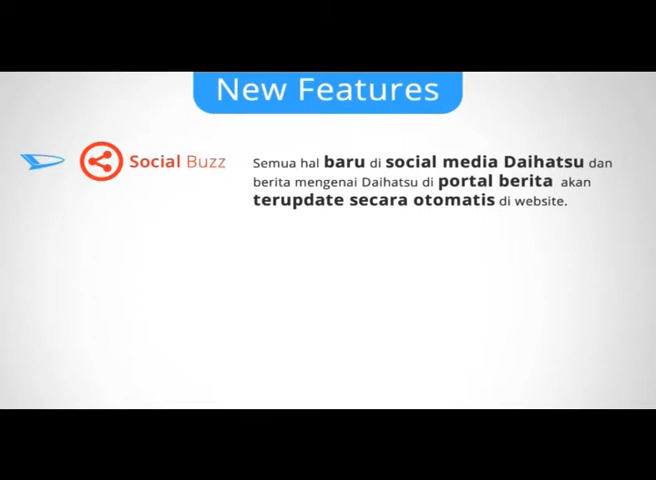 New Features
Social Buzz
Semua hal baru di social media Daihatsu dan
berita mengenai Daihatsu di portal berita akan
terupdate secara otomatis di website.